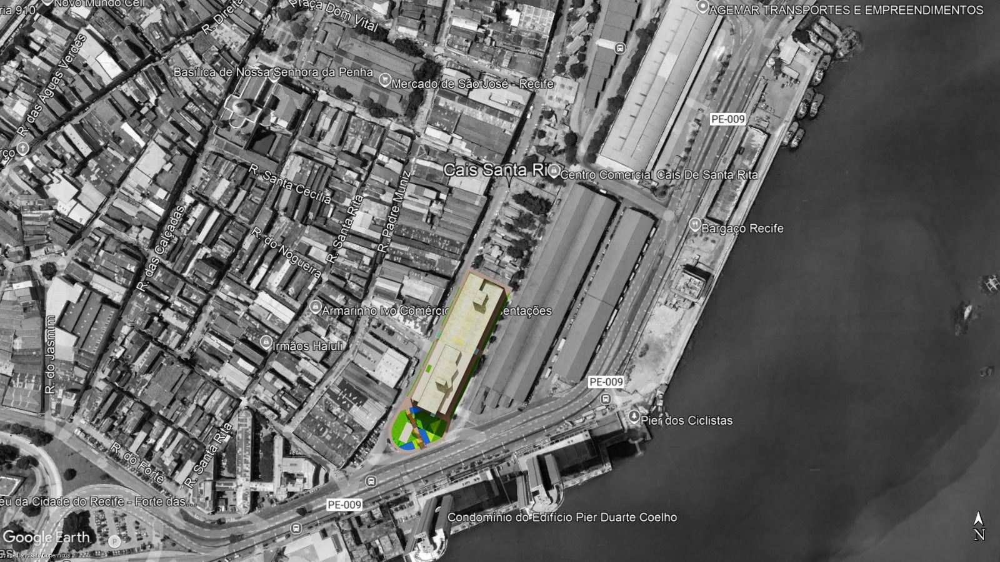 ria 910
Novo Mundo Cell
R. Direita
Praça Dom Vital
AGEMAR TRANSPORTES E EMPREENDIMENTOS
R. das Águas Verdes
Basílica de Nossa Senhora da Penha
Mercado de São José - Recife
PE-009
rço
R. Santa Cecília
Cais Santa Ri
Centro Comercial Cais De Santa Rita
R. Padre Muniz
R. Santa Rita
R. das Calçadas
R. do Nogueira
Bargaço Recife
Armarinho Ivo Comércio
entações
Irmãos Haluli
R. do Jasmim
PE-009
Pier dos Ciclistas
R. Santa Rita
R. do Forte
eu da Cidade do Recife - Forte das...
PE-009
Condomínio do Edifício Pier Duarte Coelho
Google Earth
P
Image Landsat / Copernicus
N